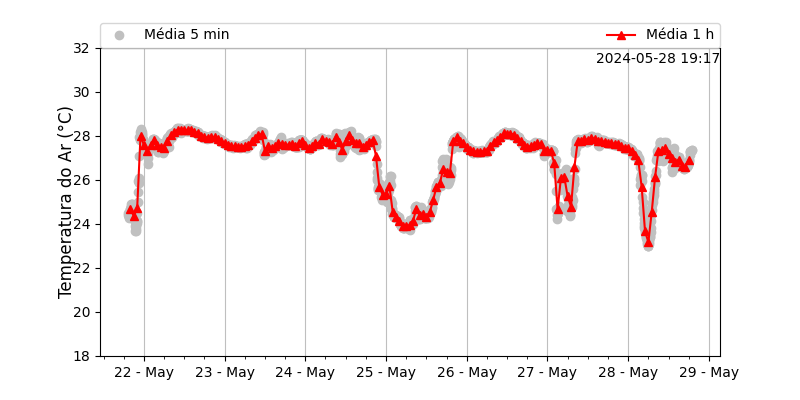 Média 5 min
Média 1 h
2024-05-28 19:17
Temperatura do Ar (°C)
32
30
28
26
24
22
20
18
22 - May
23 - May
24 - May
25 - May
26 - May
27 - May
28 - May
29 - May